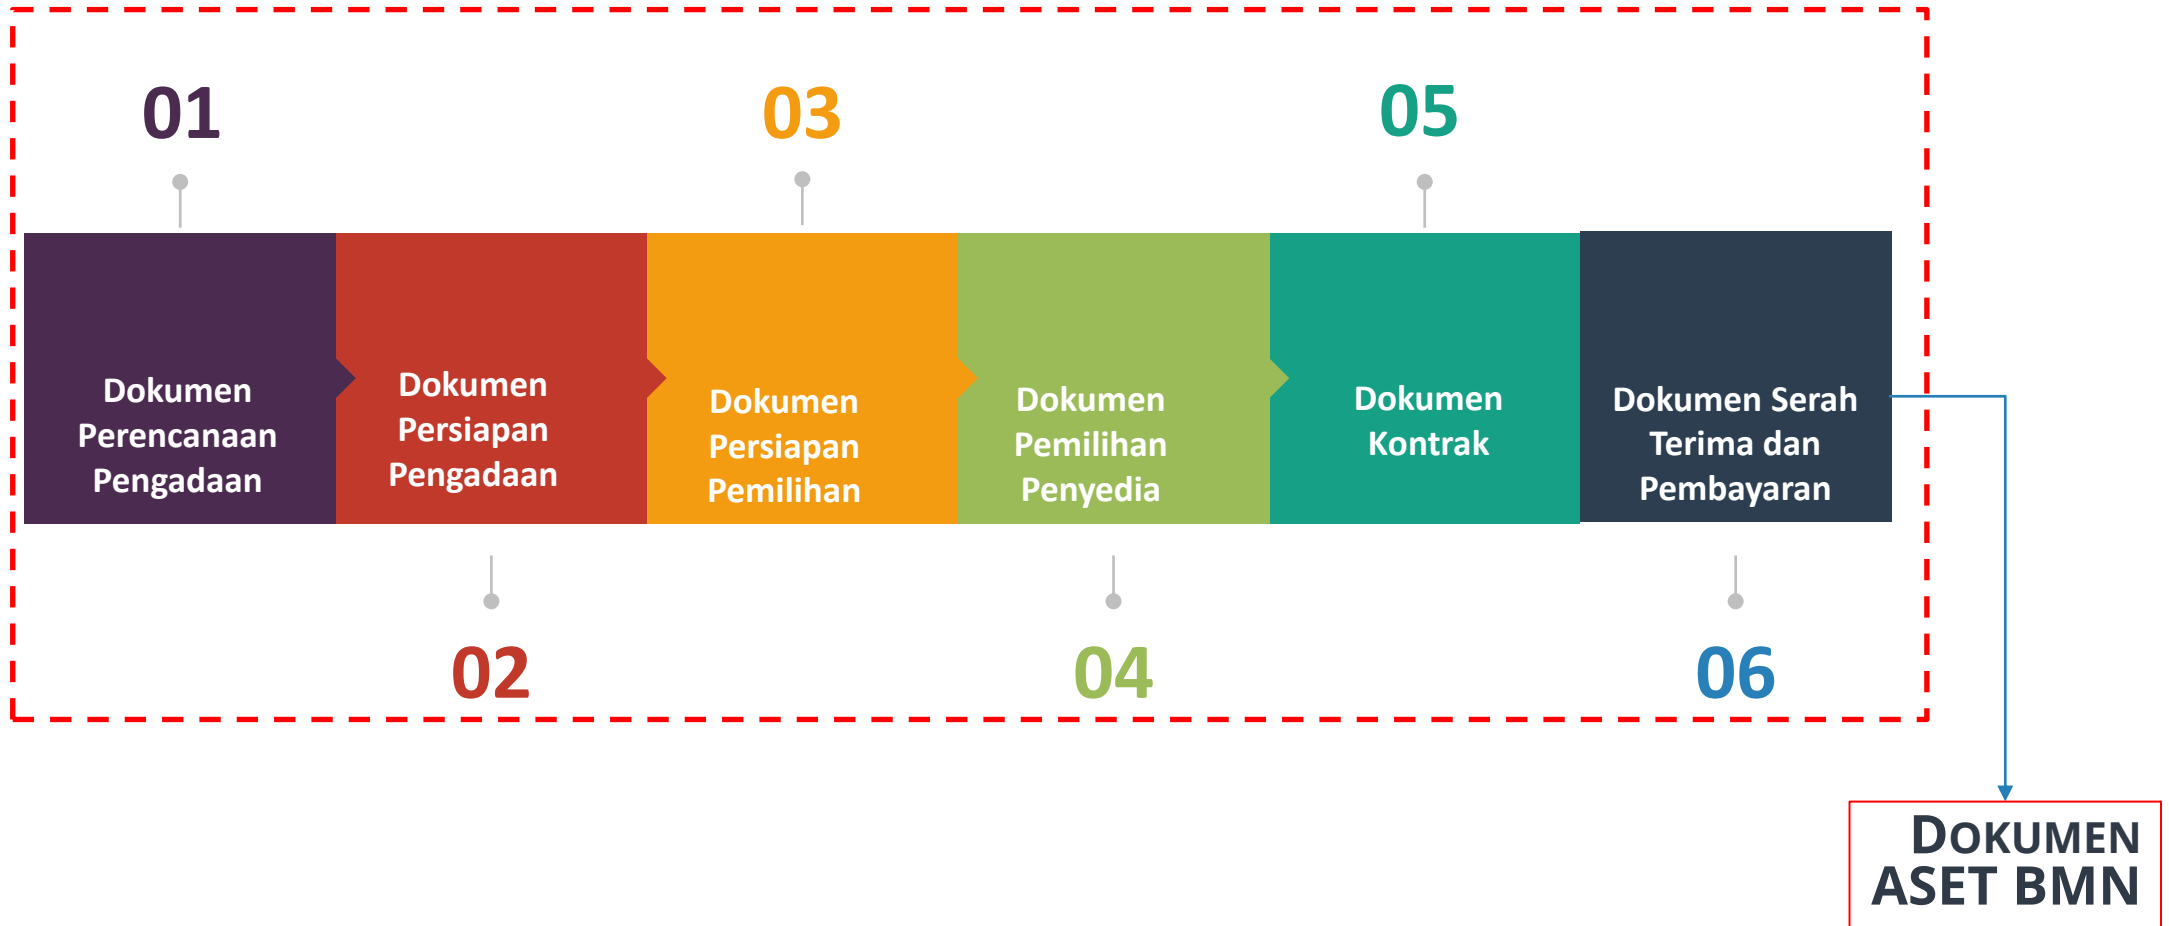 01
03
05
Dokumen
Perencanaan
Pengadaan
Dokumen
Persiapan
Pengadaan
Dokumen
Persiapan
Pemilihan
Dokumen
Pemilihan
Penyedia
Dokumen
Kontrak
Dokumen Serah
Terima dan
Pembayaran
02
04
06
DOKUMEN
ASET BMN